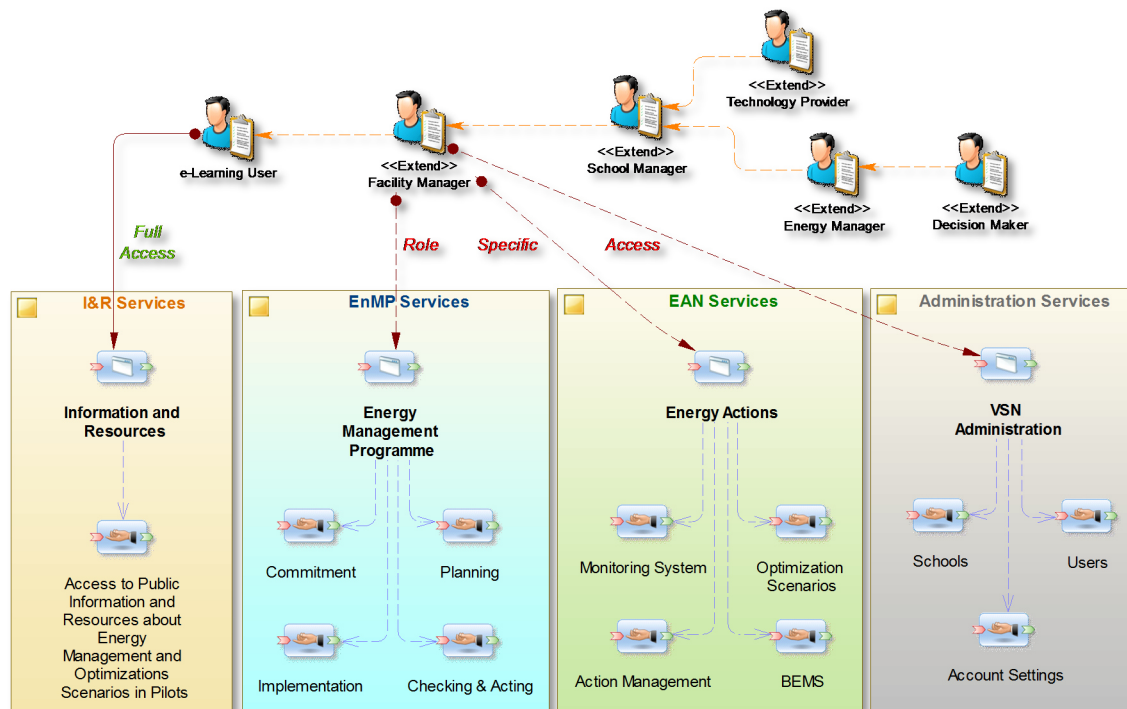 <<Extend>>
Technology Provider
<<Extend>>
School Manager
e-Learning User
<<Extend>>
Facility Manager
<<Extend>>
Energy Manager
<<Extend>>
Decision Maker
Full
Access
Role
Specific
Access
I&R Services
EnMP Services
EAN Services
Administration Services
Information and
Resources
Energy
Management
Programme
Energy Actions
VSN
Administration
Access to Public
Information and
Resources about
Energy
Management and
Optimizations
Scenarios in Pilots
Commitment
Planning
Implementation
Checking & Acting
Monitoring System
Optimization
Scenarios
Action Management
BEMS
Schools
Users
Account Settings